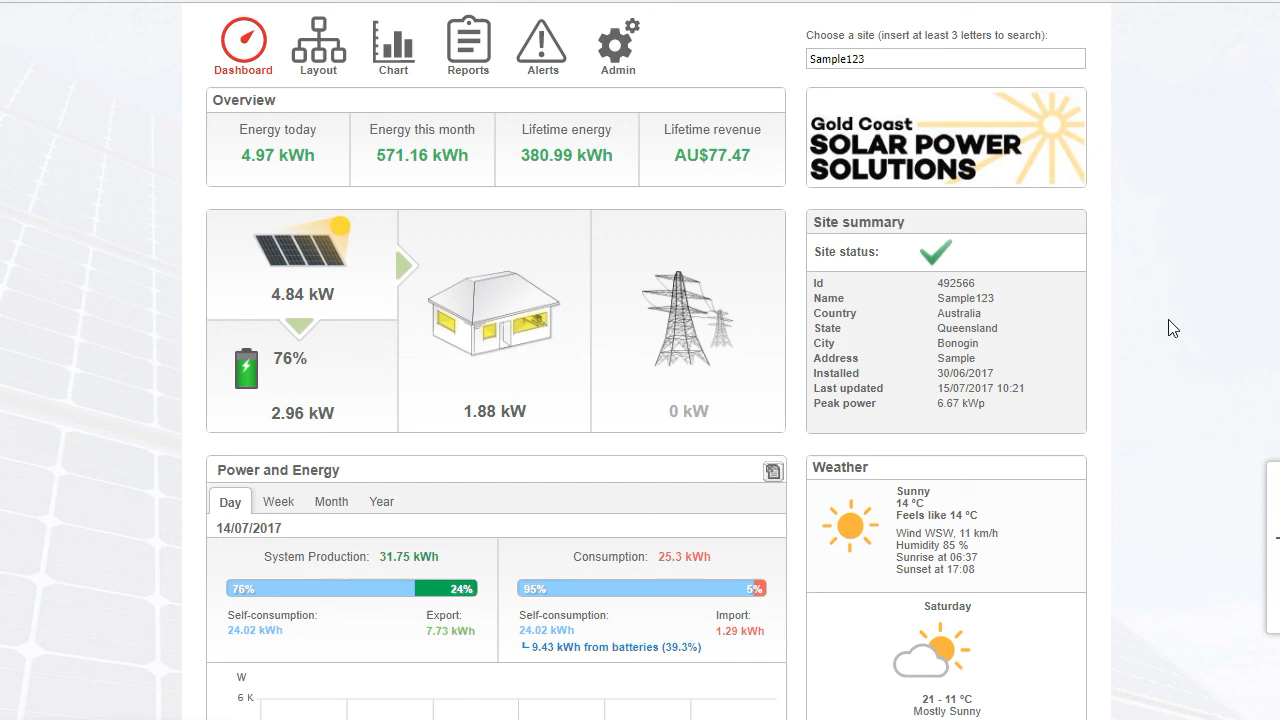 Dashboard
Layout
Chart
Reports
Alerts
Admin
Choose a site (insert at least 3 letters to search):
Sample123
Overview
Energy today
4.97 kWh
Energy this month
571.16 kWh
Lifetime energy
380.99 kWh
Lifetime revenue
AU$77.47
Gold Coast
SOLAR POWER
SOLUTIONS
4.84 kW
76%
2.96 kW
1.88 kW
0 kW
Site summary
Site status:
Id 492566
Name Sample123
Country Australia
State Queensland
City Bonogin
Address Sample
Installed 30/06/2017
Last updated 15/07/2017 10:21
Peak power 6.67 kWp
Power and Energy
Day Week Month Year
14/07/2017
System Production: 31.75 kWh
76% 24%
Self-consumption: Export:
24.02 kWh 7.73 kWh
Consumption: 25.3 kWh
95% 5%
Self-consumption: Import:
24.02 kWh 1.29 kWh
9.43 kWh from batteries (39.3%)
W
6 K
Weather
Sunny
14 ºC
Feels like 14 ºC
Wind WSW, 11 km/h
Humidity 85 %
Sunrise at 06:37
Sunset at 17:08
Saturday
21 - 11 ºC
Mostly Sunny